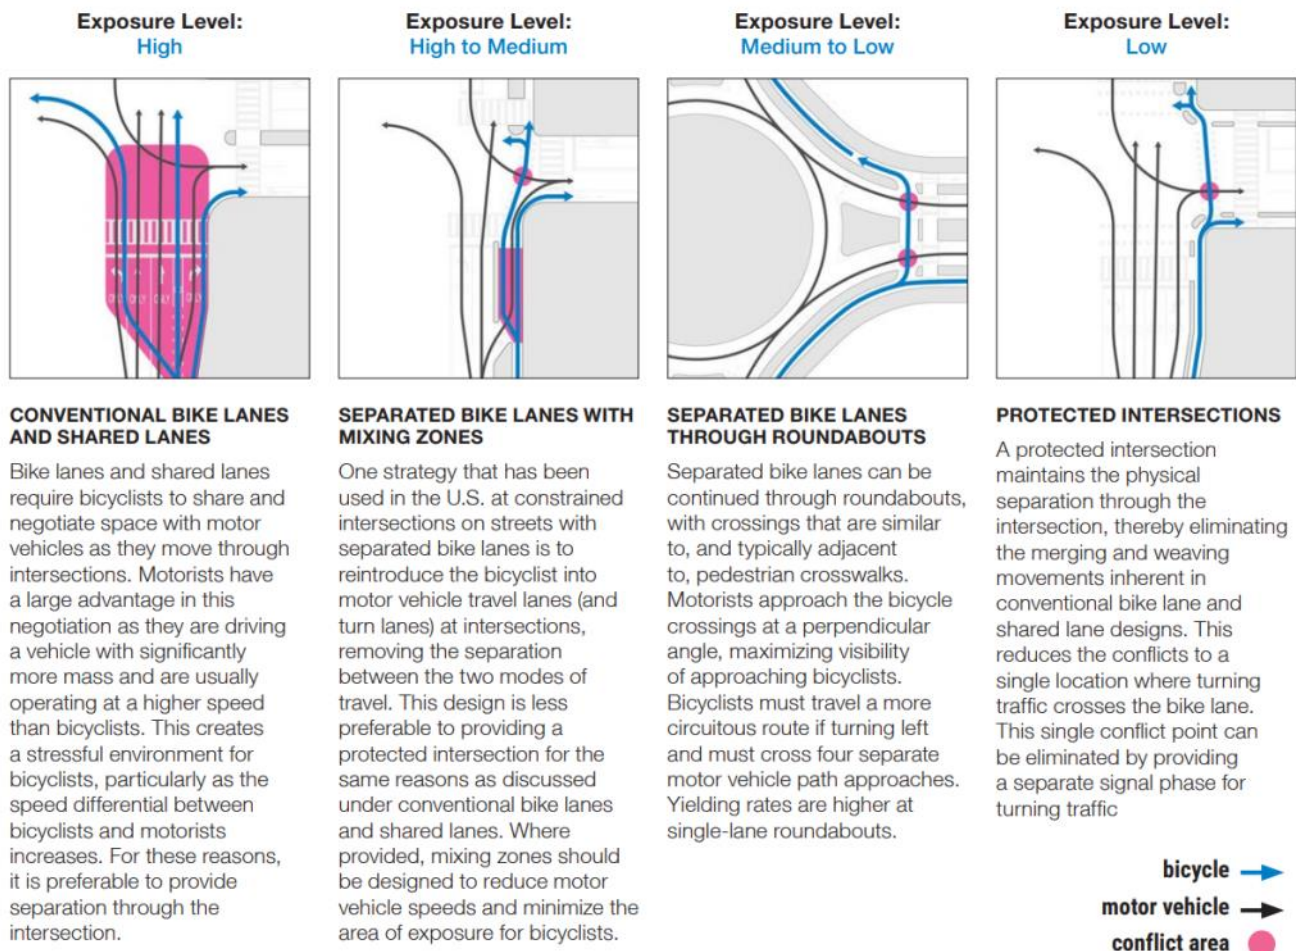 Exposure Level:
High
CONVENTIONAL BIKE LANES
AND SHARED LANES
Bike lanes and shared lanes
require bicyclists to share and
negotiate space with motor
vehicles as they move through
intersections. Motorists have
a large advantage in this
negotiation as they are driving
a vehicle with significantly
more mass and are usually
operating at a higher speed
than bicyclists. This creates
a stressful environment for
bicyclists, particularly as the
speed differential between
bicyclists and motorists
increases. For these reasons,
it is preferable to provide
separation through the
intersection.
Exposure Level:
High to Medium
SEPARATED BIKE LANES WITH
MIXING ZONES
One strategy that has been
used in the U.S. at constrained
intersections on streets with
separated bike lanes is to
reintroduce the bicyclist into
motor vehicle travel lanes (and
turn lanes) at intersections,
removing the separation
between the two modes of
travel. This design is less
preferable to providing a
protected intersection for the
same reasons as discussed
under conventional bike lanes
and shared lanes. Where
provided, mixing zones should
be designed to reduce motor
vehicle speeds and minimize the
area of exposure for bicyclists.
Exposure Level:
Medium to Low
SEPARATED BIKE LANES
THROUGH ROUNDABOUTS
Separated bike lanes can be
continued through roundabouts,
with crossings that are similar
to, and typically adjacent
to, pedestrian crosswalks.
Motorists approach the bicycle
crossings at a perpendicular
angle, maximizing visibility
of approaching bicyclists.
Bicyclists must travel a more
circuitous route if turning left
and must cross four separate
motor vehicle path approaches.
Yielding rates are higher at
single-lane roundabouts.
Exposure Level:
Low
PROTECTED INTERSECTIONS
A protected intersection
maintains the physical
separation through the
intersection, thereby eliminating
the merging and weaving
movements inherent in
conventional bike lane and
shared lane designs. This
reduces the conflicts to a
single location where turning
traffic crosses the bike lane.
This single conflict point can
be eliminated by providing
a separate signal phase for
turning traffic
bicycle
motor vehicle
conflict area